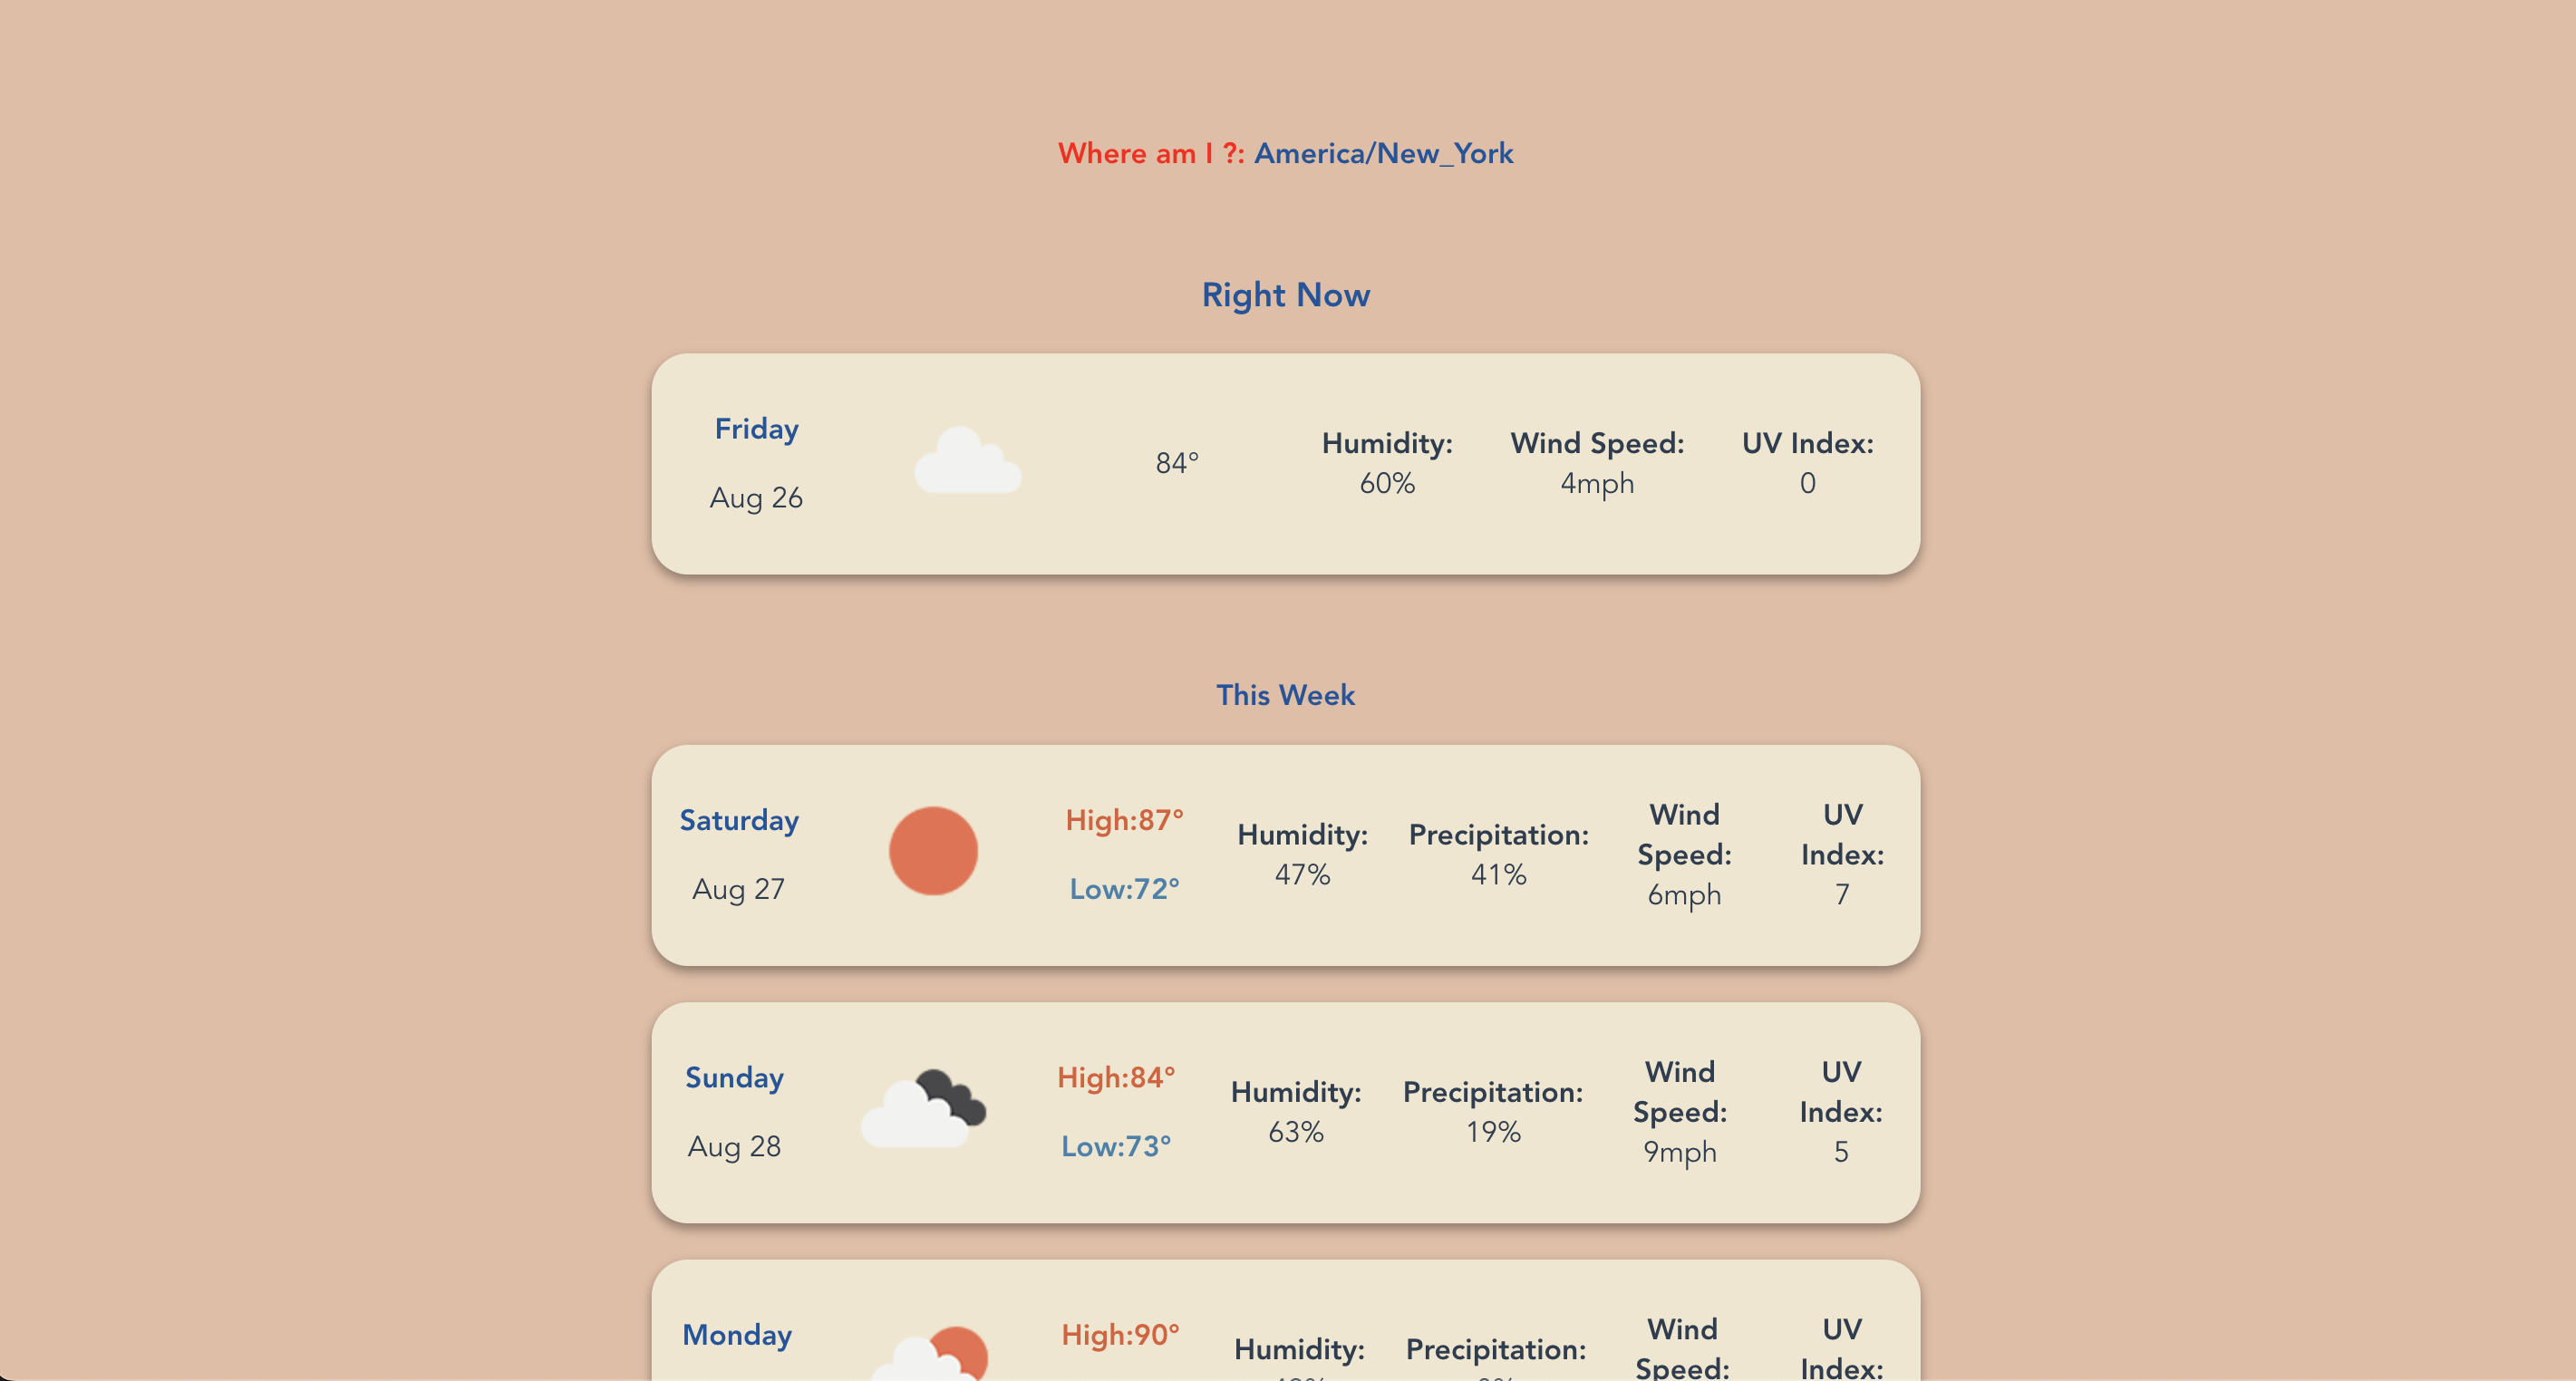 Where am I ?: America/New_York
Right Now
Friday
Aug 26
84°
Humidity:
60%
Wind Speed:
4mph
UV Index:
0
This Week
Saturday
Aug 27
High:87°
Low:72°
Humidity:
47%
Precipitation:
41%
Wind
Speed:
6mph
UV
Index:
7
Sunday
Aug 28
High:84°
Low:73°
Humidity:
63%
Precipitation:
19%
Wind
Speed:
9mph
UV
Index:
5
Monday
High:90°
Humidity:
Precipitation:
Wind
Speed:
UV
Index: